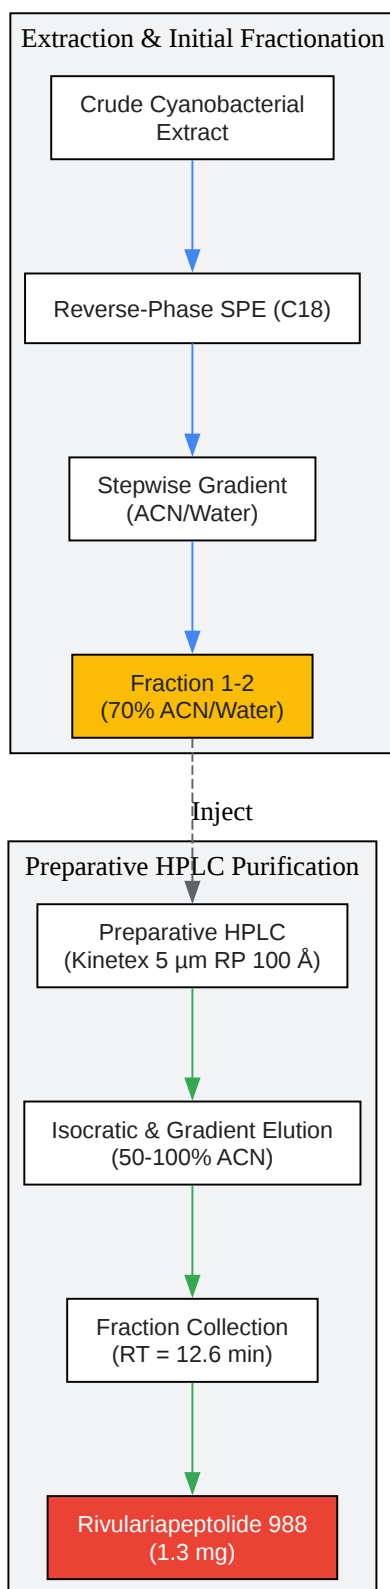 Extraction & Initial Fractionation
Crude Cyanobacterial
Extract
Reverse-Phase SPE (C18)
Stepwise Gradient
(ACN/Water)
Fraction 1-2
(70% ACN/Water)
Inject
Preparative HPLC Purification
Preparative HPLC
(Kinetex 5 µm RP 100 Å)
Isocratic & Gradient Elution
(50-100% ACN)
Fraction Collection
(RT = 12.6 min)
Rivulariapeptolide 988
(1.3 mg)